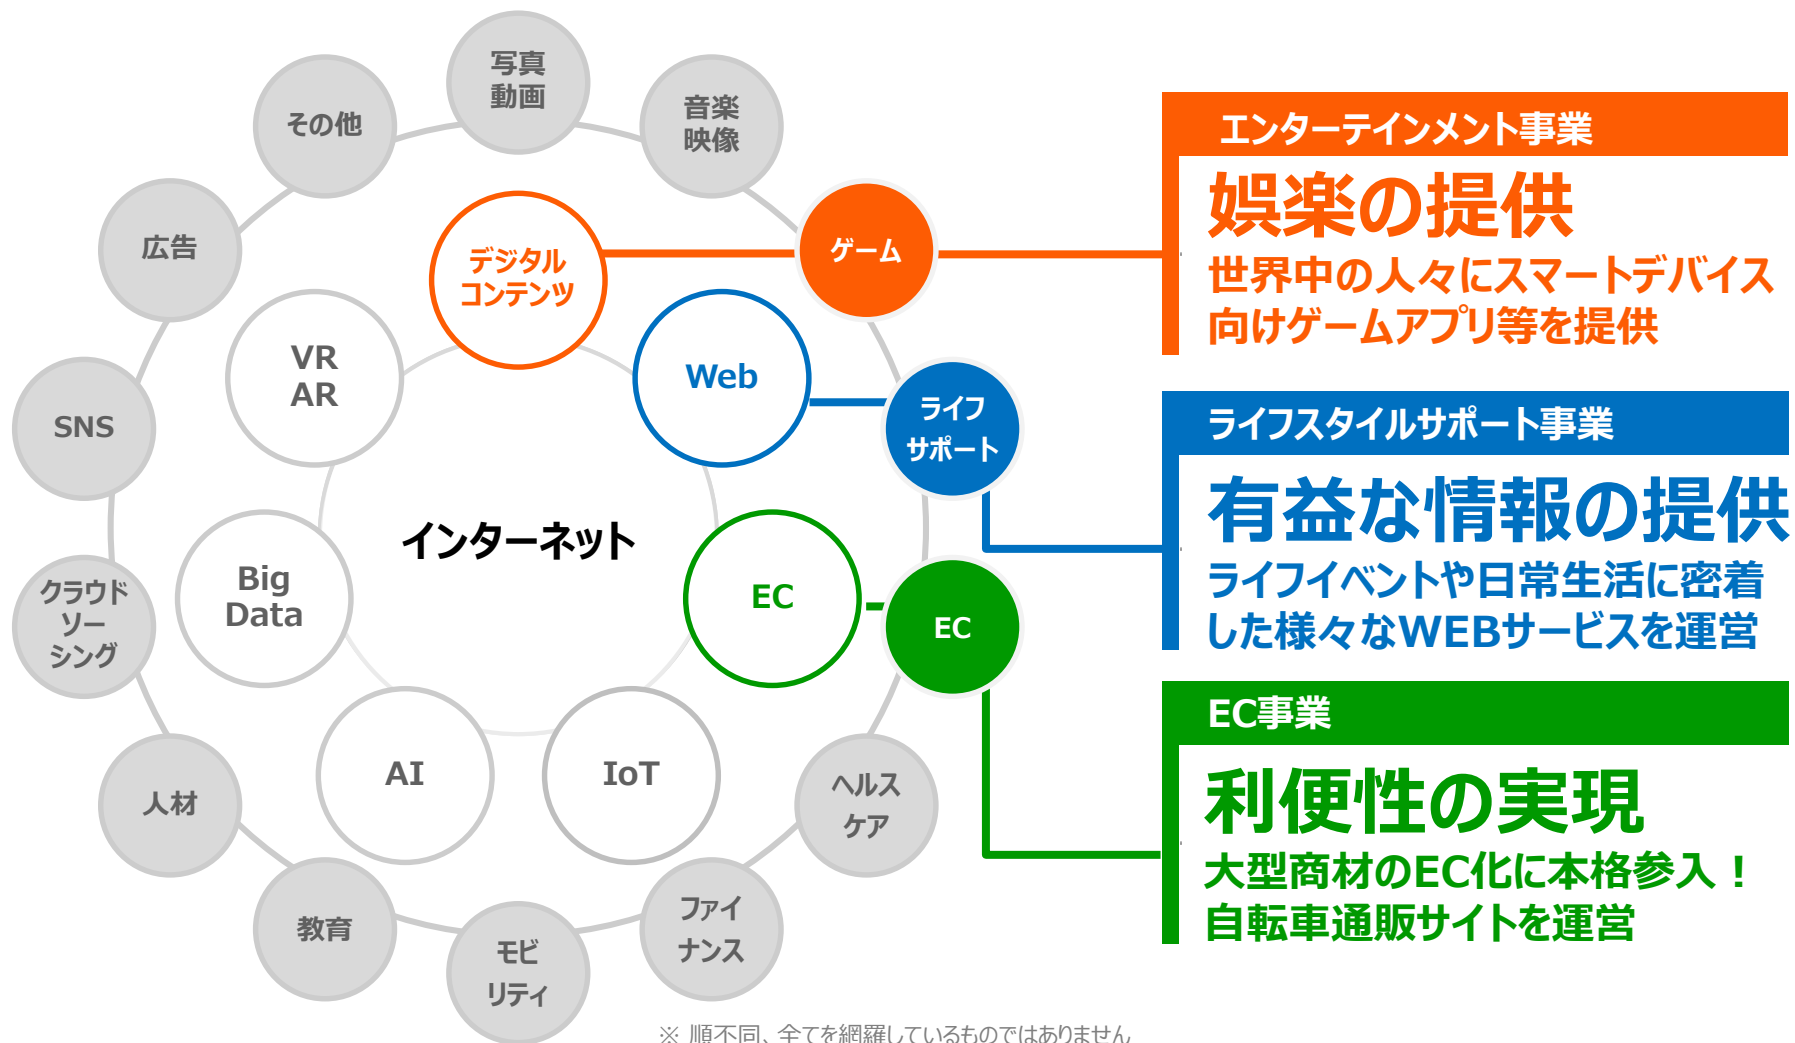 写真
動画
音楽
映像
その他
広告
SNS
クラウド
ソー
シング
人材
教育
モビ
リティ
ファイ
ナンス
ヘルス
ケア
EC
ライフ
サポート
ゲーム
デジタル
コンテンツ
Web
EC
IoT
AI
Big
Data
VR
AR
インターネット
エンターテインメント事業
娯楽の提供
世界中の人々にスマートデバイス
向けゲームアプリ等を提供
ライフスタイルサポート事業
有益な情報の提供
ライフイベントや日常生活に密着
した様々なWEBサービスを運営
EC事業
利便性の実現
大型商材のEC化に本格参入！
自転車通販サイトを運営
※ 順不同、全てを網羅しているものではありません